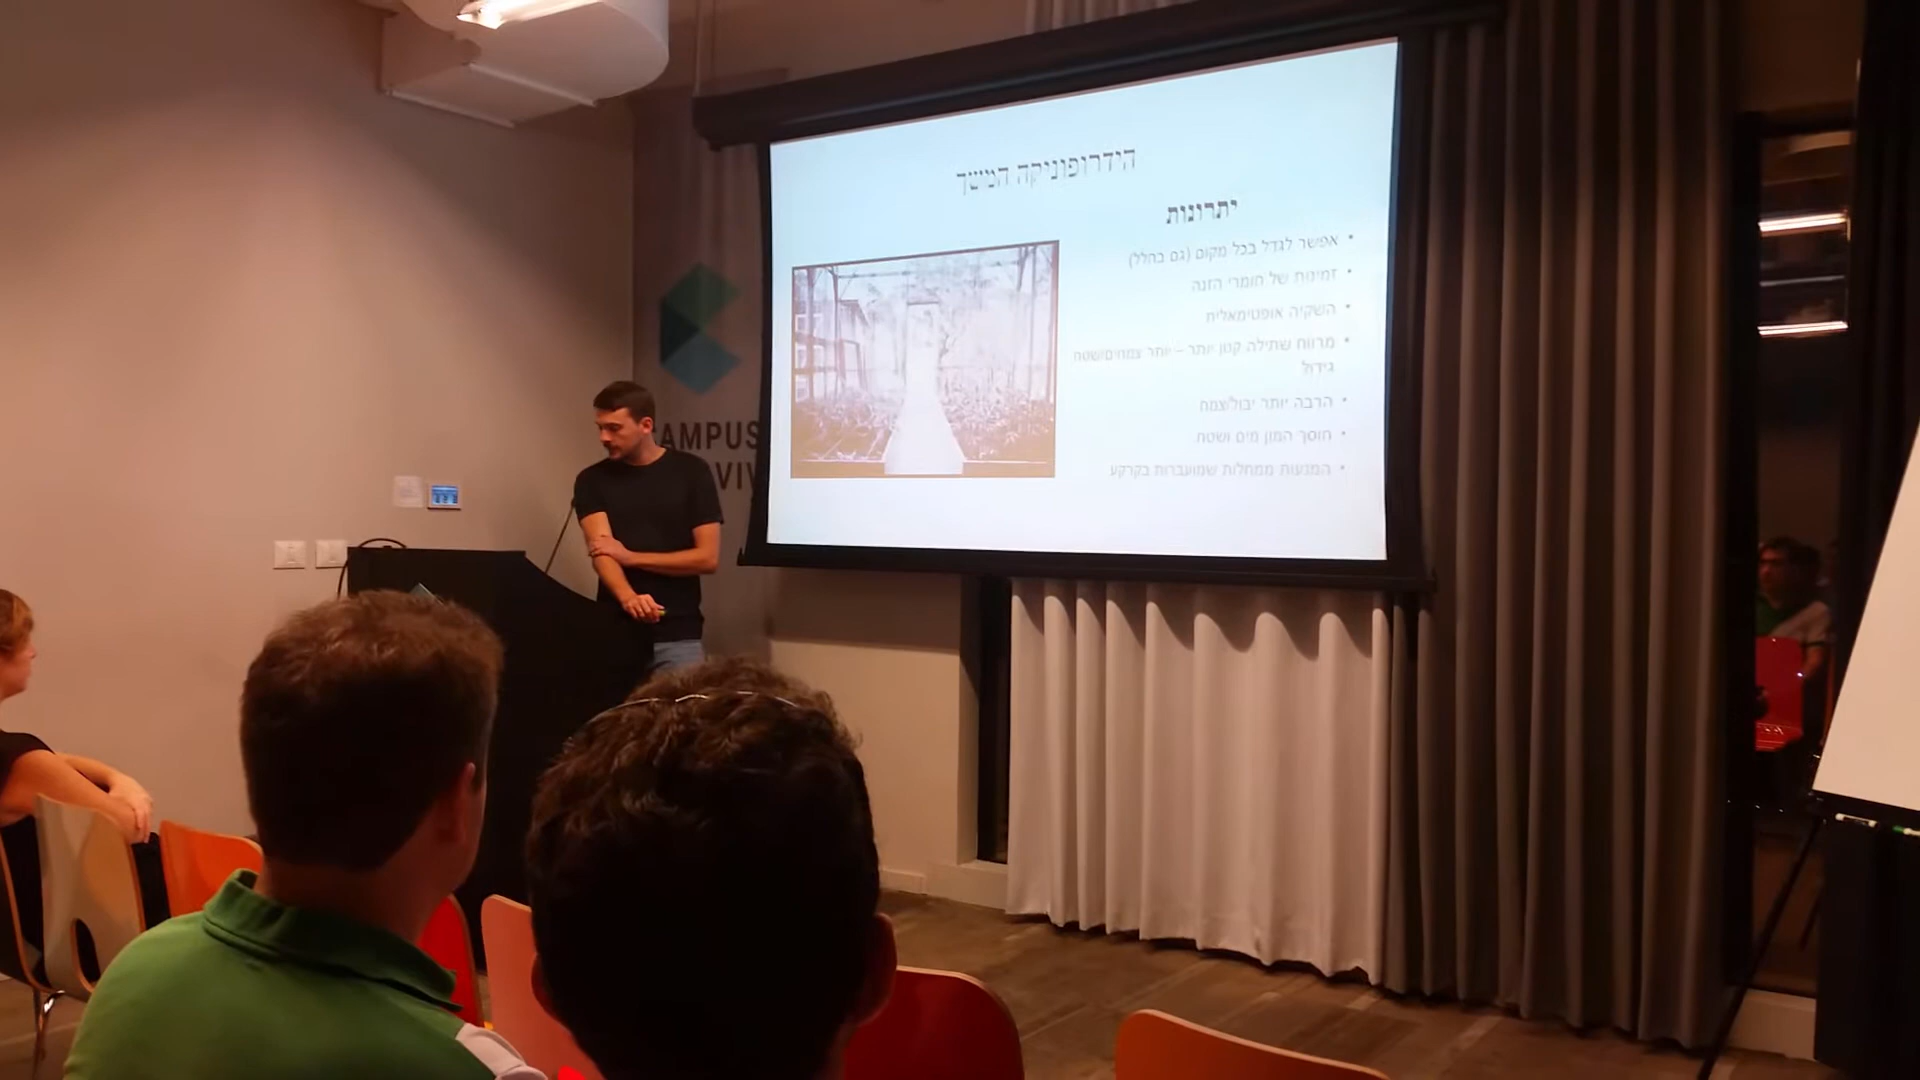 הידרופוניקה המשך
יתרונות
• אפשר לגדל בכל מקום (גם בחלל)
• זמינות של חומרי הזנה
• השקיה אופטימאלית
• מרווח שתילה קטן יותר – יותר צמחים/שטח
גידול
• הרבה יותר יבול/צמח
• חוסך המון מים ושטח
• המנעות ממחלות שמועברות בקרקע
AMPUS
VIV